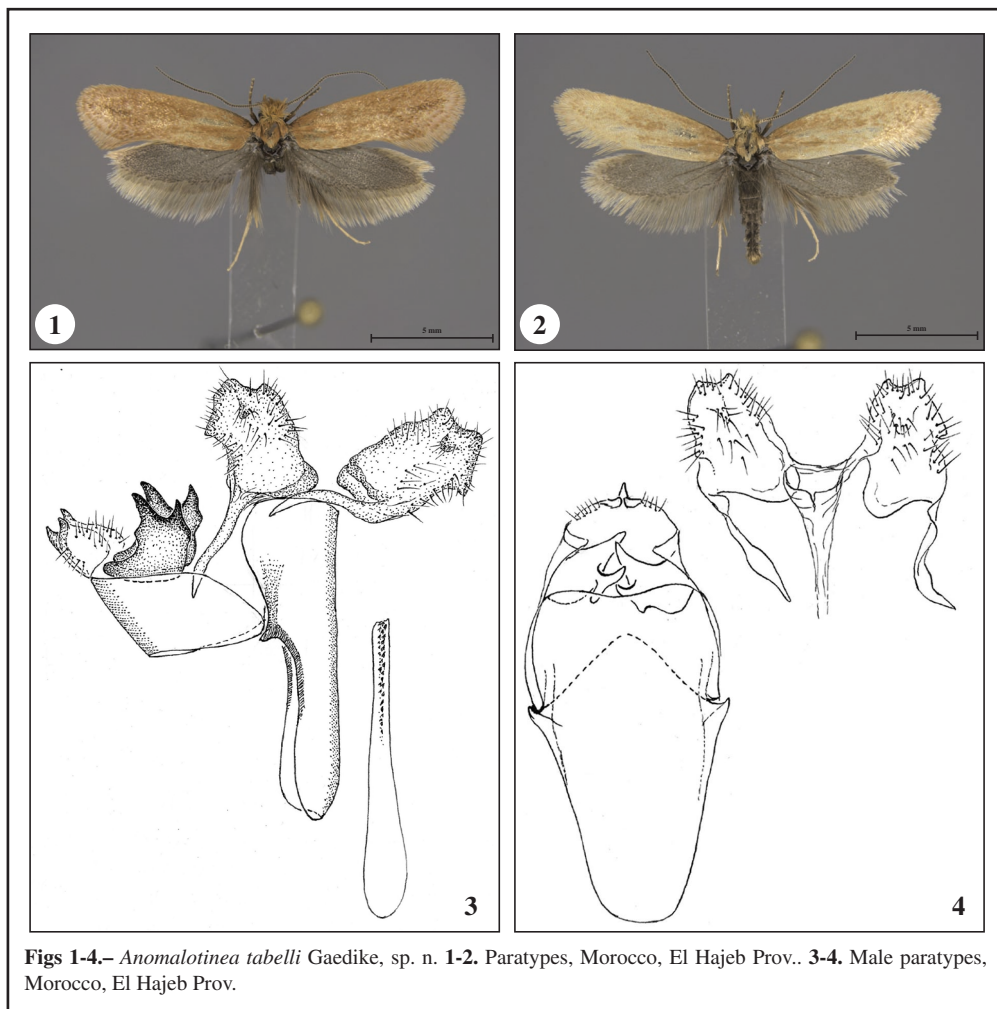 1
5 mm
2
5 mm
3
4
Figs 1-4.– Anomalotinea tabelli Gaedike, sp. n. 1-2. Paratypes, Morocco, El Hajeb Prov.. 3-4. Male paratypes,
Morocco, El Hajeb Prov.